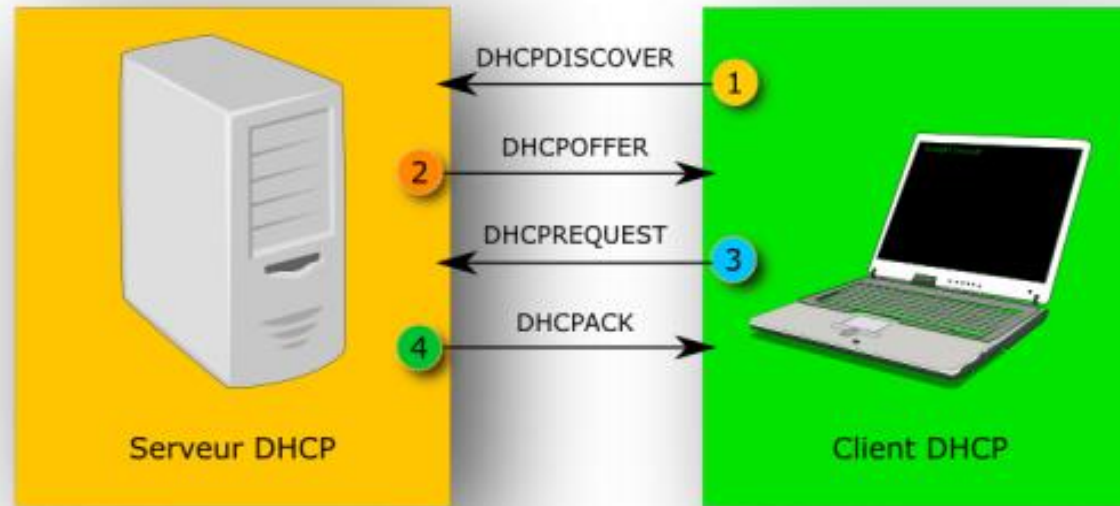 DHCPDISCOVER
1
DHCPOFFER
2
DHCPREQUEST
3
DHCPACK
4
Serveur DHCP
Client DHCP